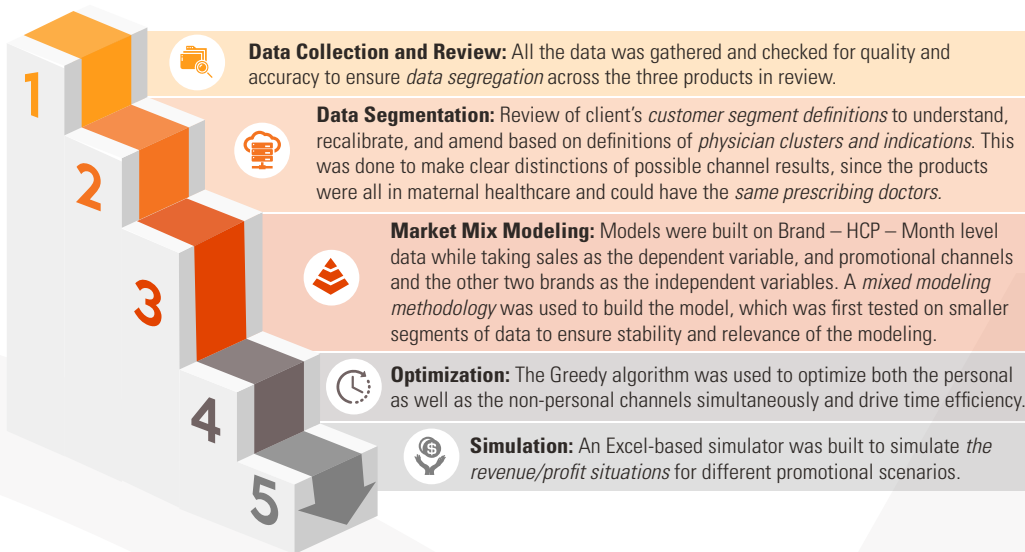 1
Data Collection and Review: All the data was gathered and checked for quality and
accuracy to ensure data segregation across the three products in review.
2
Data Segmentation: Review of client's customer segment definitions to understand,
recalibrate, and amend based on definitions of physician clusters and indications. This
was done to make clear distinctions of possible channel results, since the products
were all in maternal healthcare and could have the same prescribing doctors.
3
Market Mix Modeling: Models were built on Brand – HCP – Month level
data while taking sales as the dependent variable, and promotional channels
and the other two brands as the independent variables. A mixed modeling
methodology was used to build the model, which was first tested on smaller
segments of data to ensure stability and relevance of the modeling.
4
Optimization: The Greedy algorithm was used to optimize both the personal
as well as the non-personal channels simultaneously and drive time efficiency.
5
Simulation: An Excel-based simulator was built to simulate the
revenue/profit situations for different promotional scenarios.